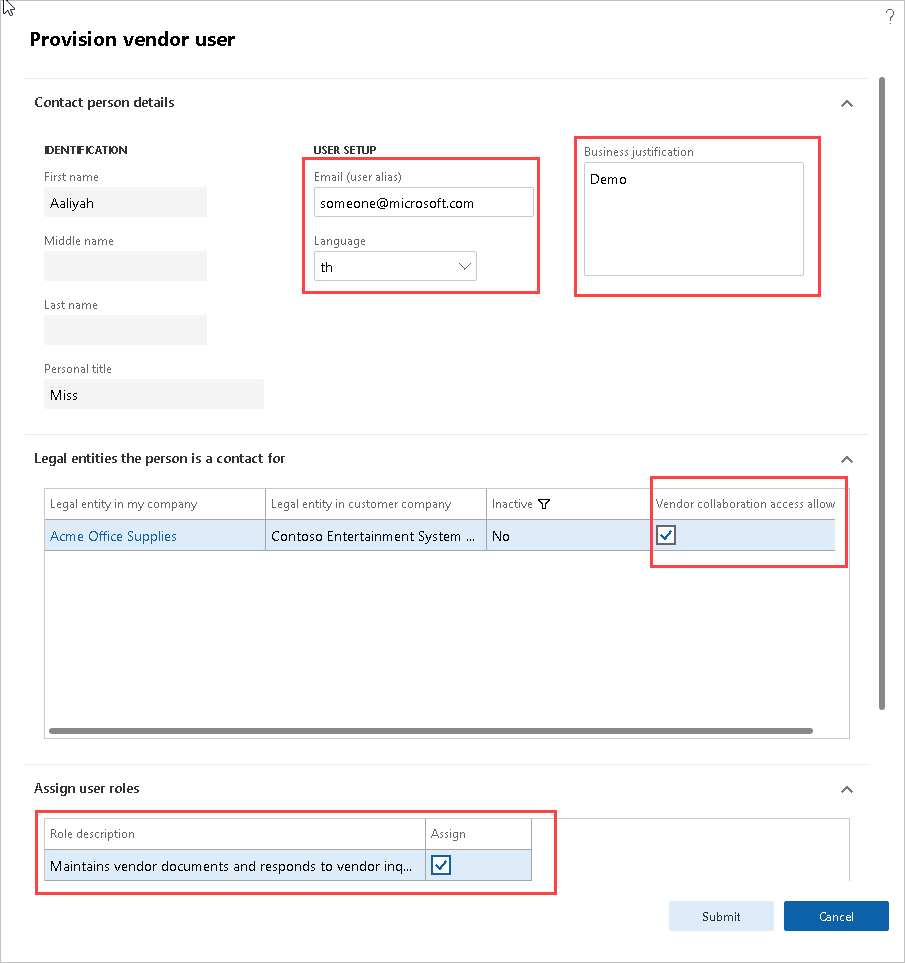 ?
Provision vendor user
Contact person details
IDENTIFICATION
First name
Aaliyah
Middle name
Last name
Personal title
Miss
USER SETUP
Email (user alias)
someone@microsoft.com
Language
th
Business justification
Demo
Legal entities the person is a contact for
Legal entity in my company Legal entity in customer company Inactive Vendor collaboration access allow
Acme Office Supplies Contoso Entertainment System ... No
Assign user roles
Role description Assign
Maintains vendor documents and responds to vendor inq...
Submit Cancel